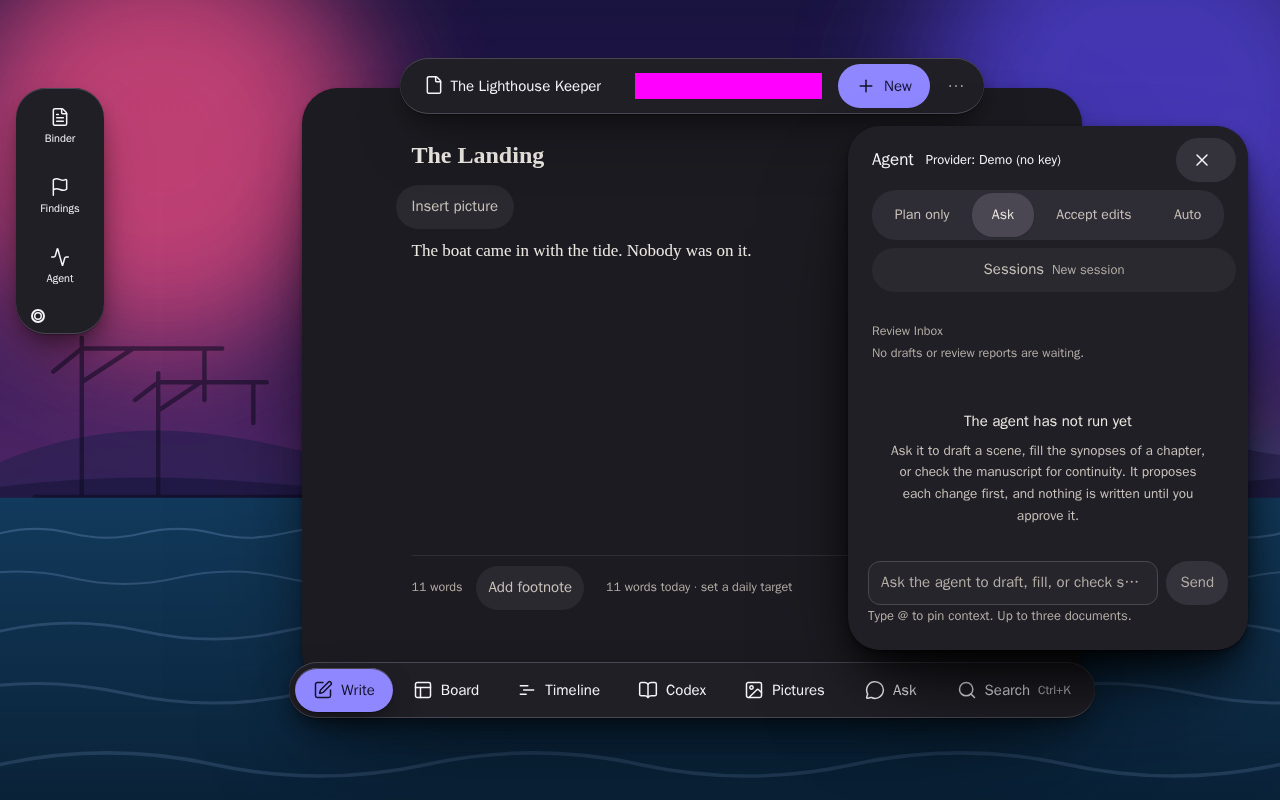 The Lighthouse Keeper
New
Binder
Findings
Agent
The Landing
Insert picture
The boat came in with the tide. Nobody was on it.
11 words
Add footnote
11 words today · set a daily target
Agent
Provider: Demo (no key)
Plan only
Ask
Accept edits
Auto
Sessions New session
Review Inbox
No drafts or review reports are waiting.
The agent has not run yet
Ask it to draft a scene, fill the synopses of a chapter,
or check the manuscript for continuity. It proposes
each change first, and nothing is written until you
approve it.
Ask the agent to draft, fill, or check s···
Send
Type @ to pin context. Up to three documents.
Write
Board
Timeline
Codex
Pictures
Ask
Search Ctrl+K